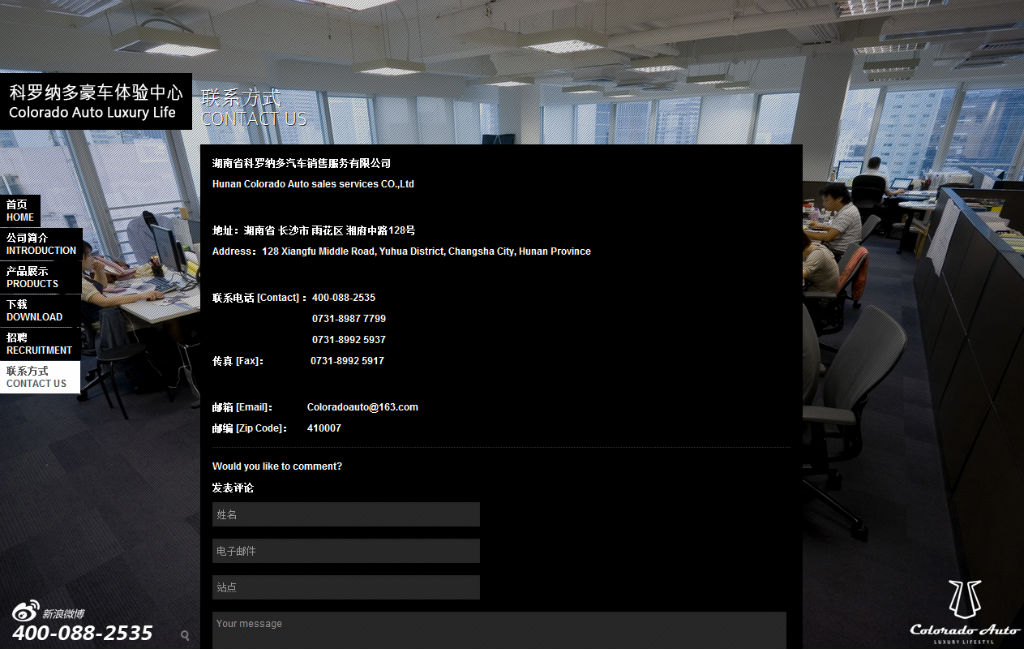 科罗纳多豪车体验中心
Colorado Auto Luxury Life
联系方式
CONTACT US
首页
HOME
公司简介
INTRODUCTION
产品展示
PRODUCTS
下载
DOWNLOAD
招聘
RECRUITMENT
联系方式
CONTACT US
湖南省科罗纳多汽车销售服务有限公司
Hunan Colorado Auto sales services CO.,Ltd
地址：湖南省 长沙市 雨花区 湘府中路128号
Address：128 Xiangfu Middle Road, Yuhua District, Changsha City, Hunan Province
联系电话 [Contact]： 400-088-2535
0731-8987 7799
0731-8992 5937
传真 [Fax]： 0731-8992 5917
邮箱 [Email]： Coloradoauto@163.com
邮编 [Zip Code]： 410007
Would you like to comment?
发表评论
姓名
电子邮件
站点
Your message
新浪微博
400-088-2535
Colorado Auto
LUXURY LIFESTYL